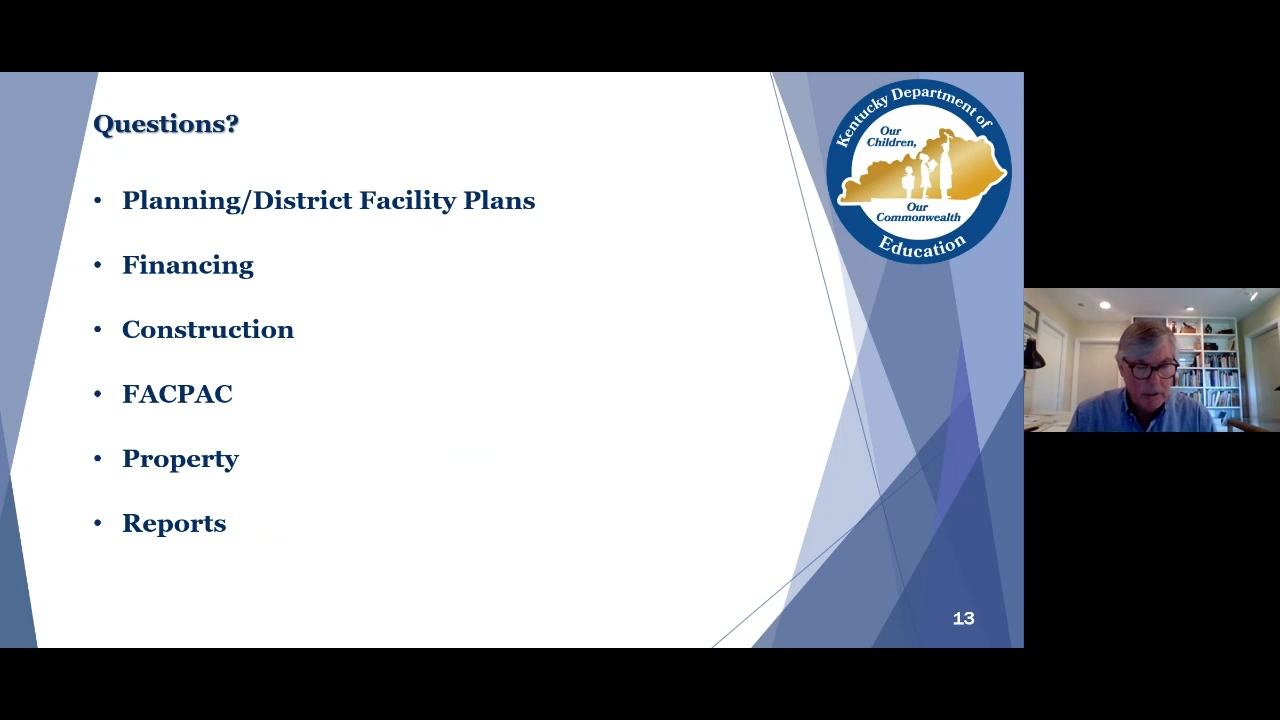 Questions?
• Planning/District Facility Plans
• Financing
• Construction
• FACPAC
• Property
• Reports
Kentucky Department of
Education
Our
Children,
Our
Commonwealth
13